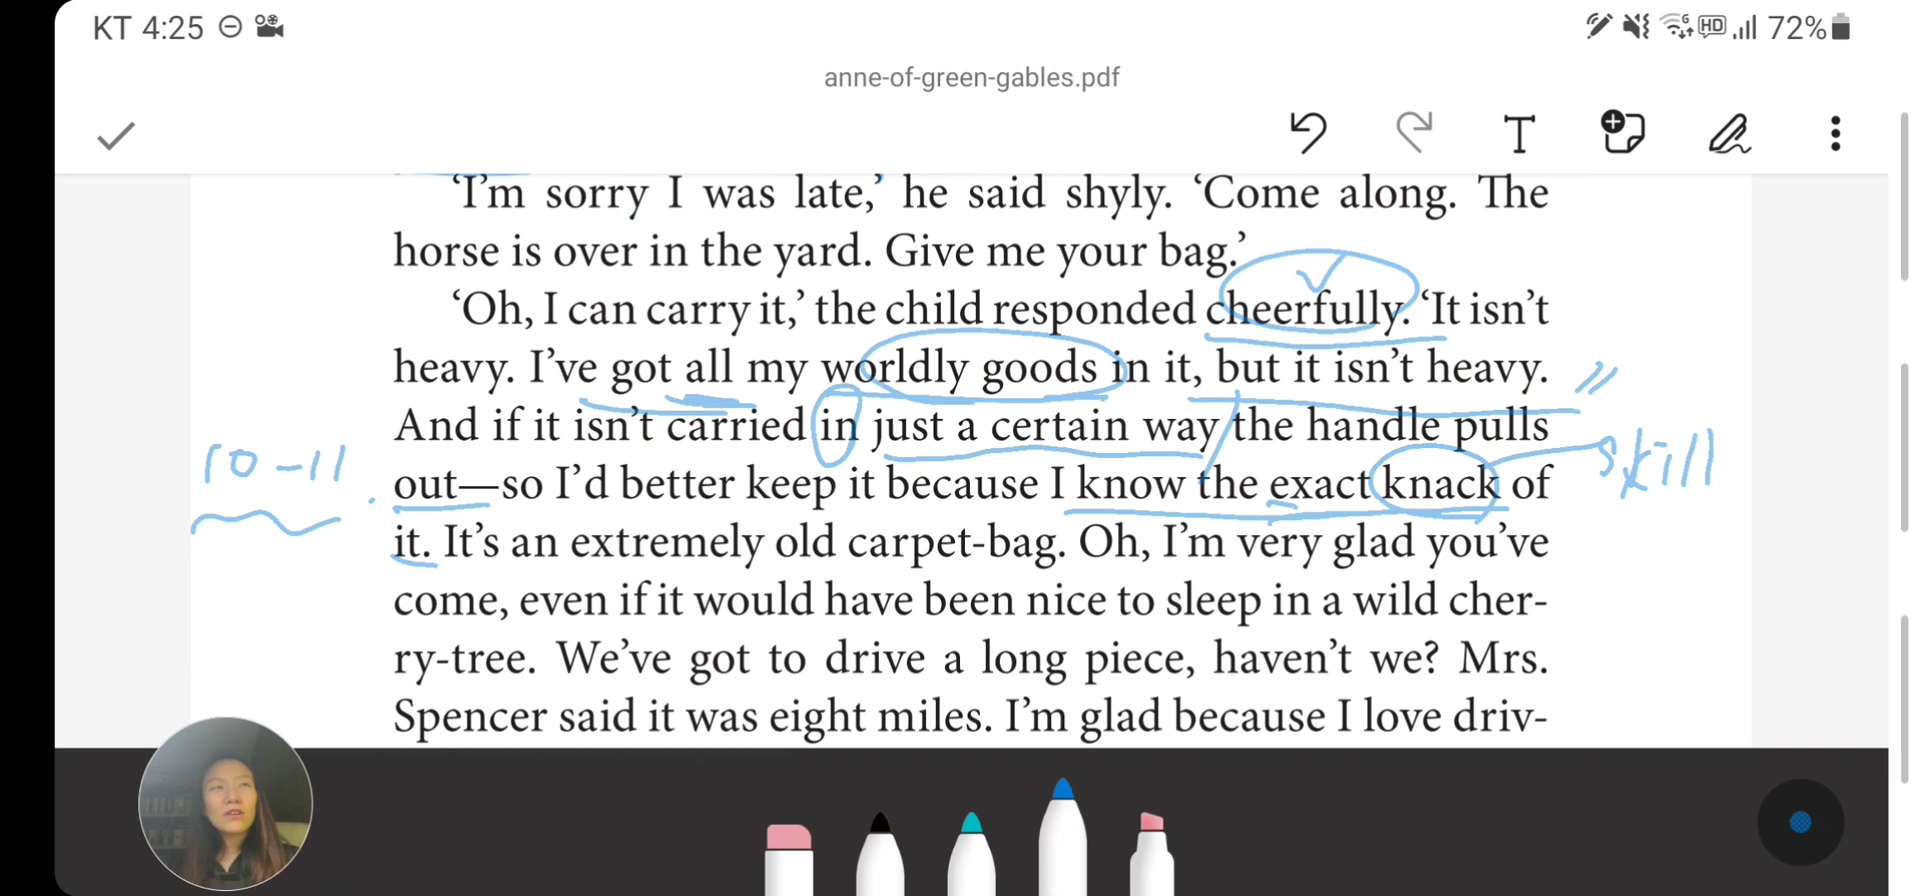 KT 4:25 HD 72%
anne-of-green-gables.pdf
T
‘I’m sorry I was late,’ he said shyly. ‘Come along. The
horse is over in the yard. Give me your bag.’
‘Oh, I can carry it,’ the child responded cheerfully. ‘It isn’t
heavy. I’ve got all my worldly goods in it, but it isn’t heavy.
And if it isn’t carried in just a certain way the handle pulls
10-11. out—so I’d better keep it because I know the exact knack of skill
it. It’s an extremely old carpet-bag. Oh, I’m very glad you’ve
come, even if it would have been nice to sleep in a wild cher-
ry-tree. We’ve got to drive a long piece, haven’t we? Mrs.
Spencer said it was eight miles. I’m glad because I love driv-